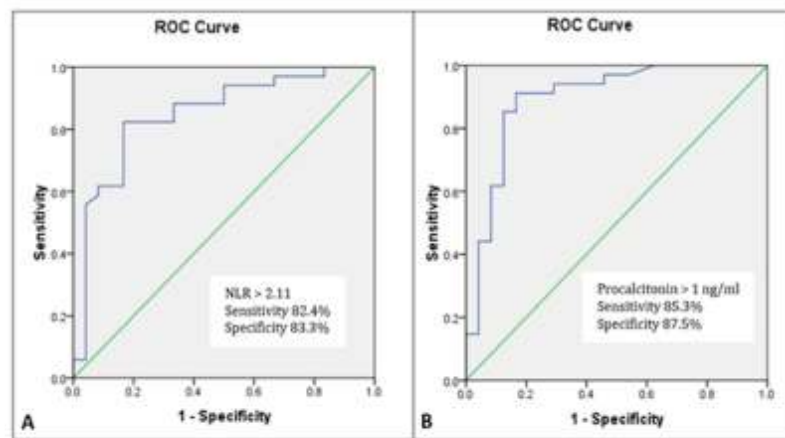 ROC Curve
1.0
0.8
0.6
0.4
0.2
0.0
Sensitivity
NLR > 2.11
Sensitivity 82.4%
Specificity 83.3%
0.0 0.2 0.4 0.6 0.8 1.0
1 - Specificity
A
ROC Curve
1.0
0.8
0.6
0.4
0.2
0.0
Sensitivity
Procalcitonin > 1 ng/ml
Sensitivity 85.3%
Specificity 87.5%
0.0 0.2 0.4 0.6 0.8 1.0
1 - Specificity
B